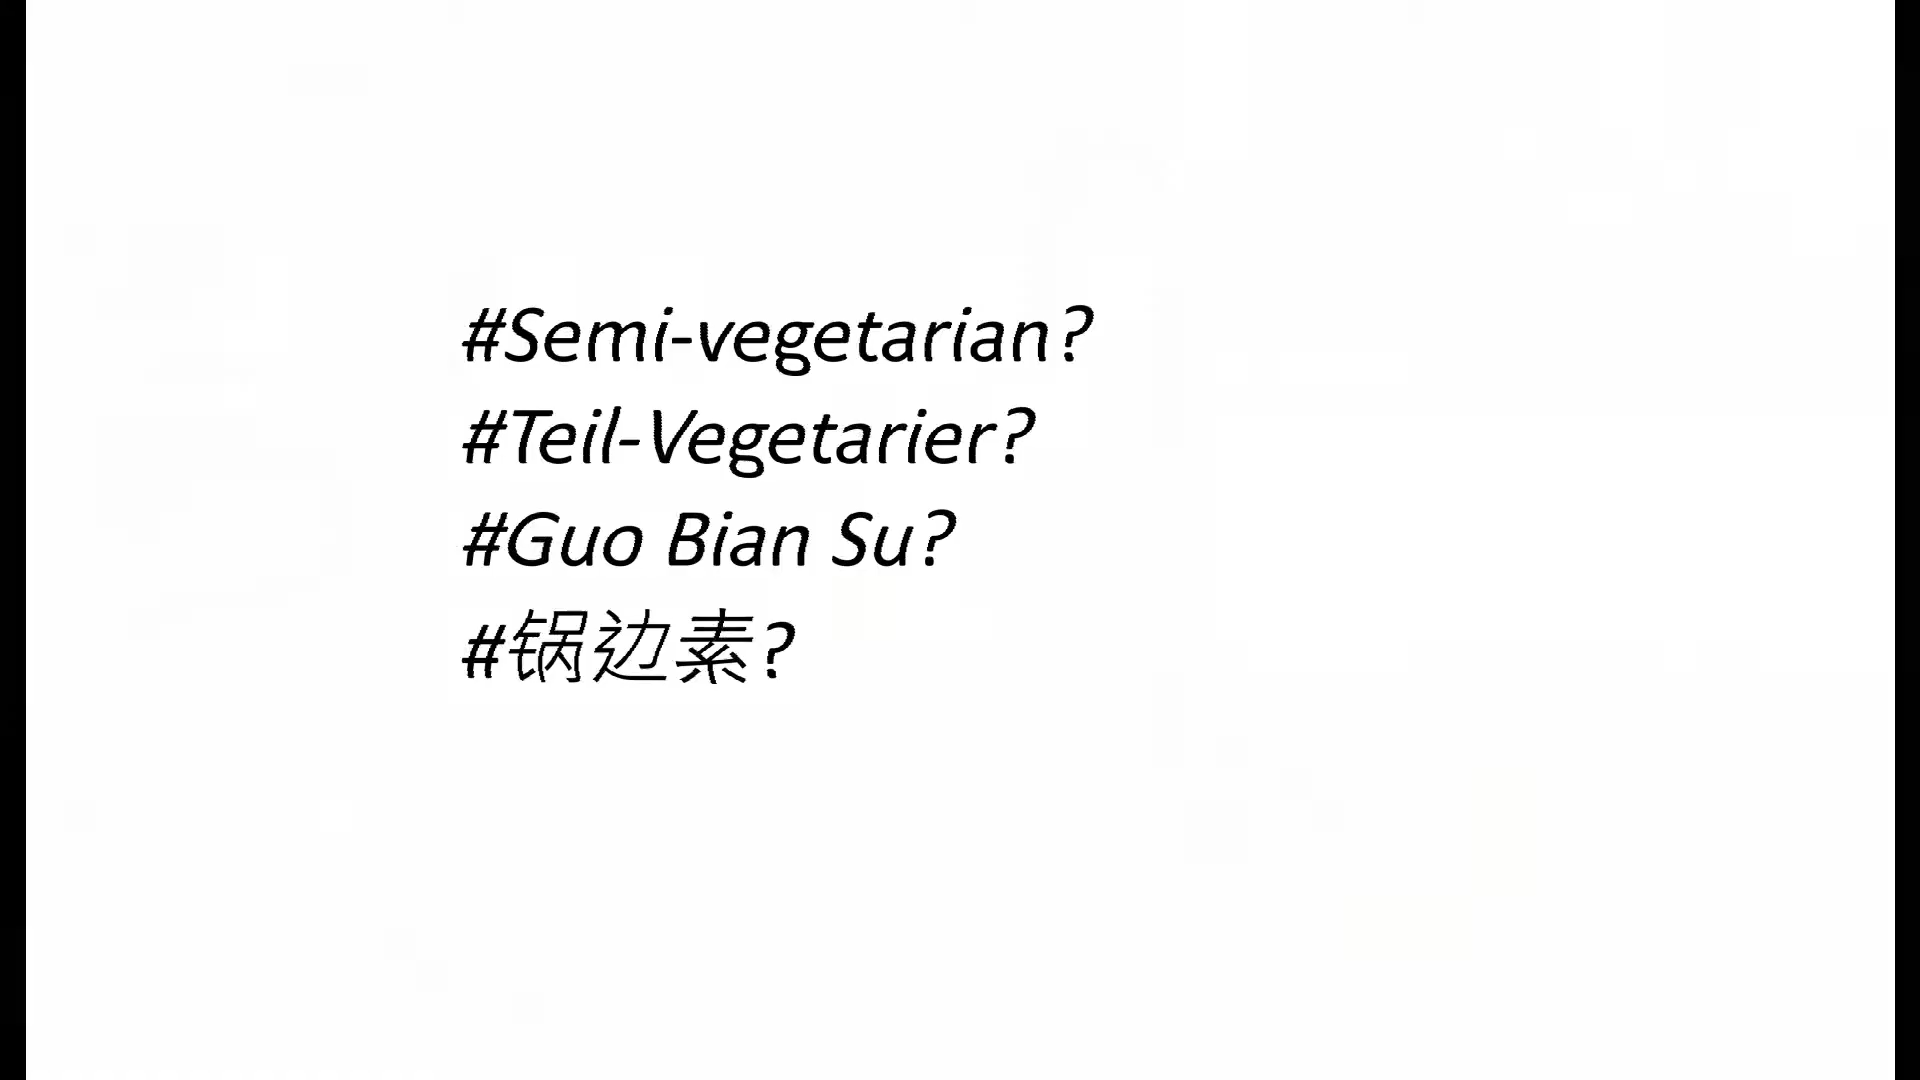 #Semi-vegetarian?
#Teil-Vegetarier?
#Guo Bian Su?
#锅边素?